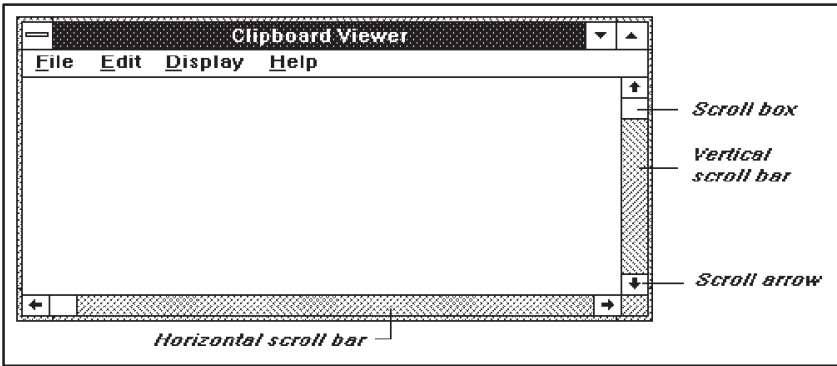 Clipboard Viewer
File Edit Display Help
Scroll box
Vertical
scroll bar
Scroll arrow
Horizontal scroll bar